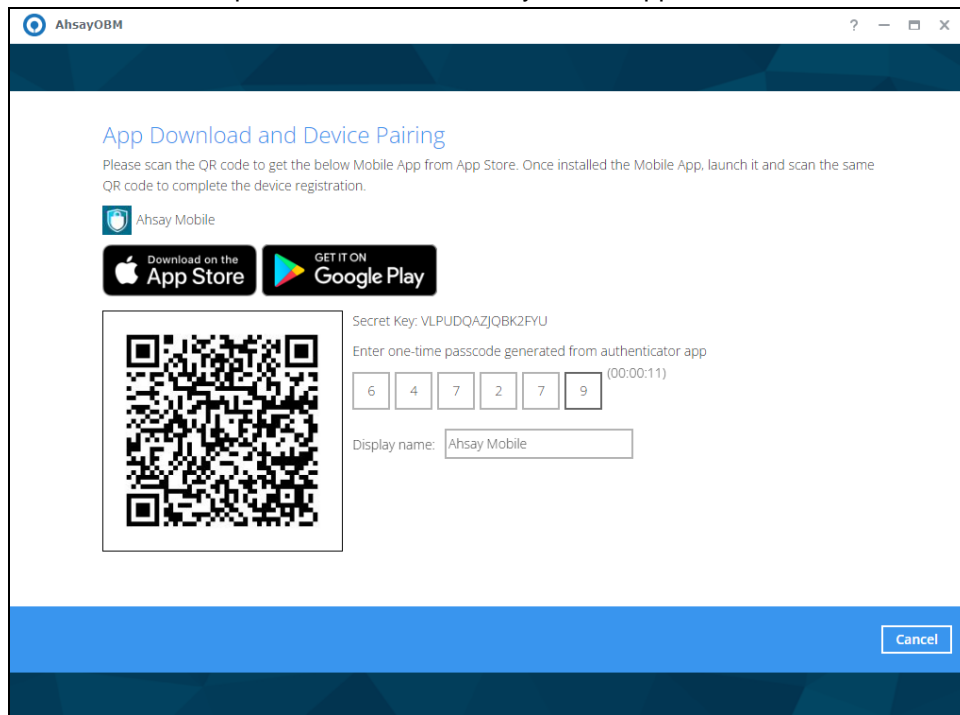 AhsayOBM
App Download and Device Pairing
Please scan the QR code to get the below Mobile App from App Store. Once installed the Mobile App, launch it and scan the same
QR code to complete the device registration.
Ahsay Mobile
Download on the
App Store
GET IT ON
Google Play
Secret Key: VLPUDQAZJQBK2FYU
Enter one-time passcode generated from authenticator app
(00:00:11)
6 4 7 2 7 9
Display name: Ahsay Mobile
Cancel